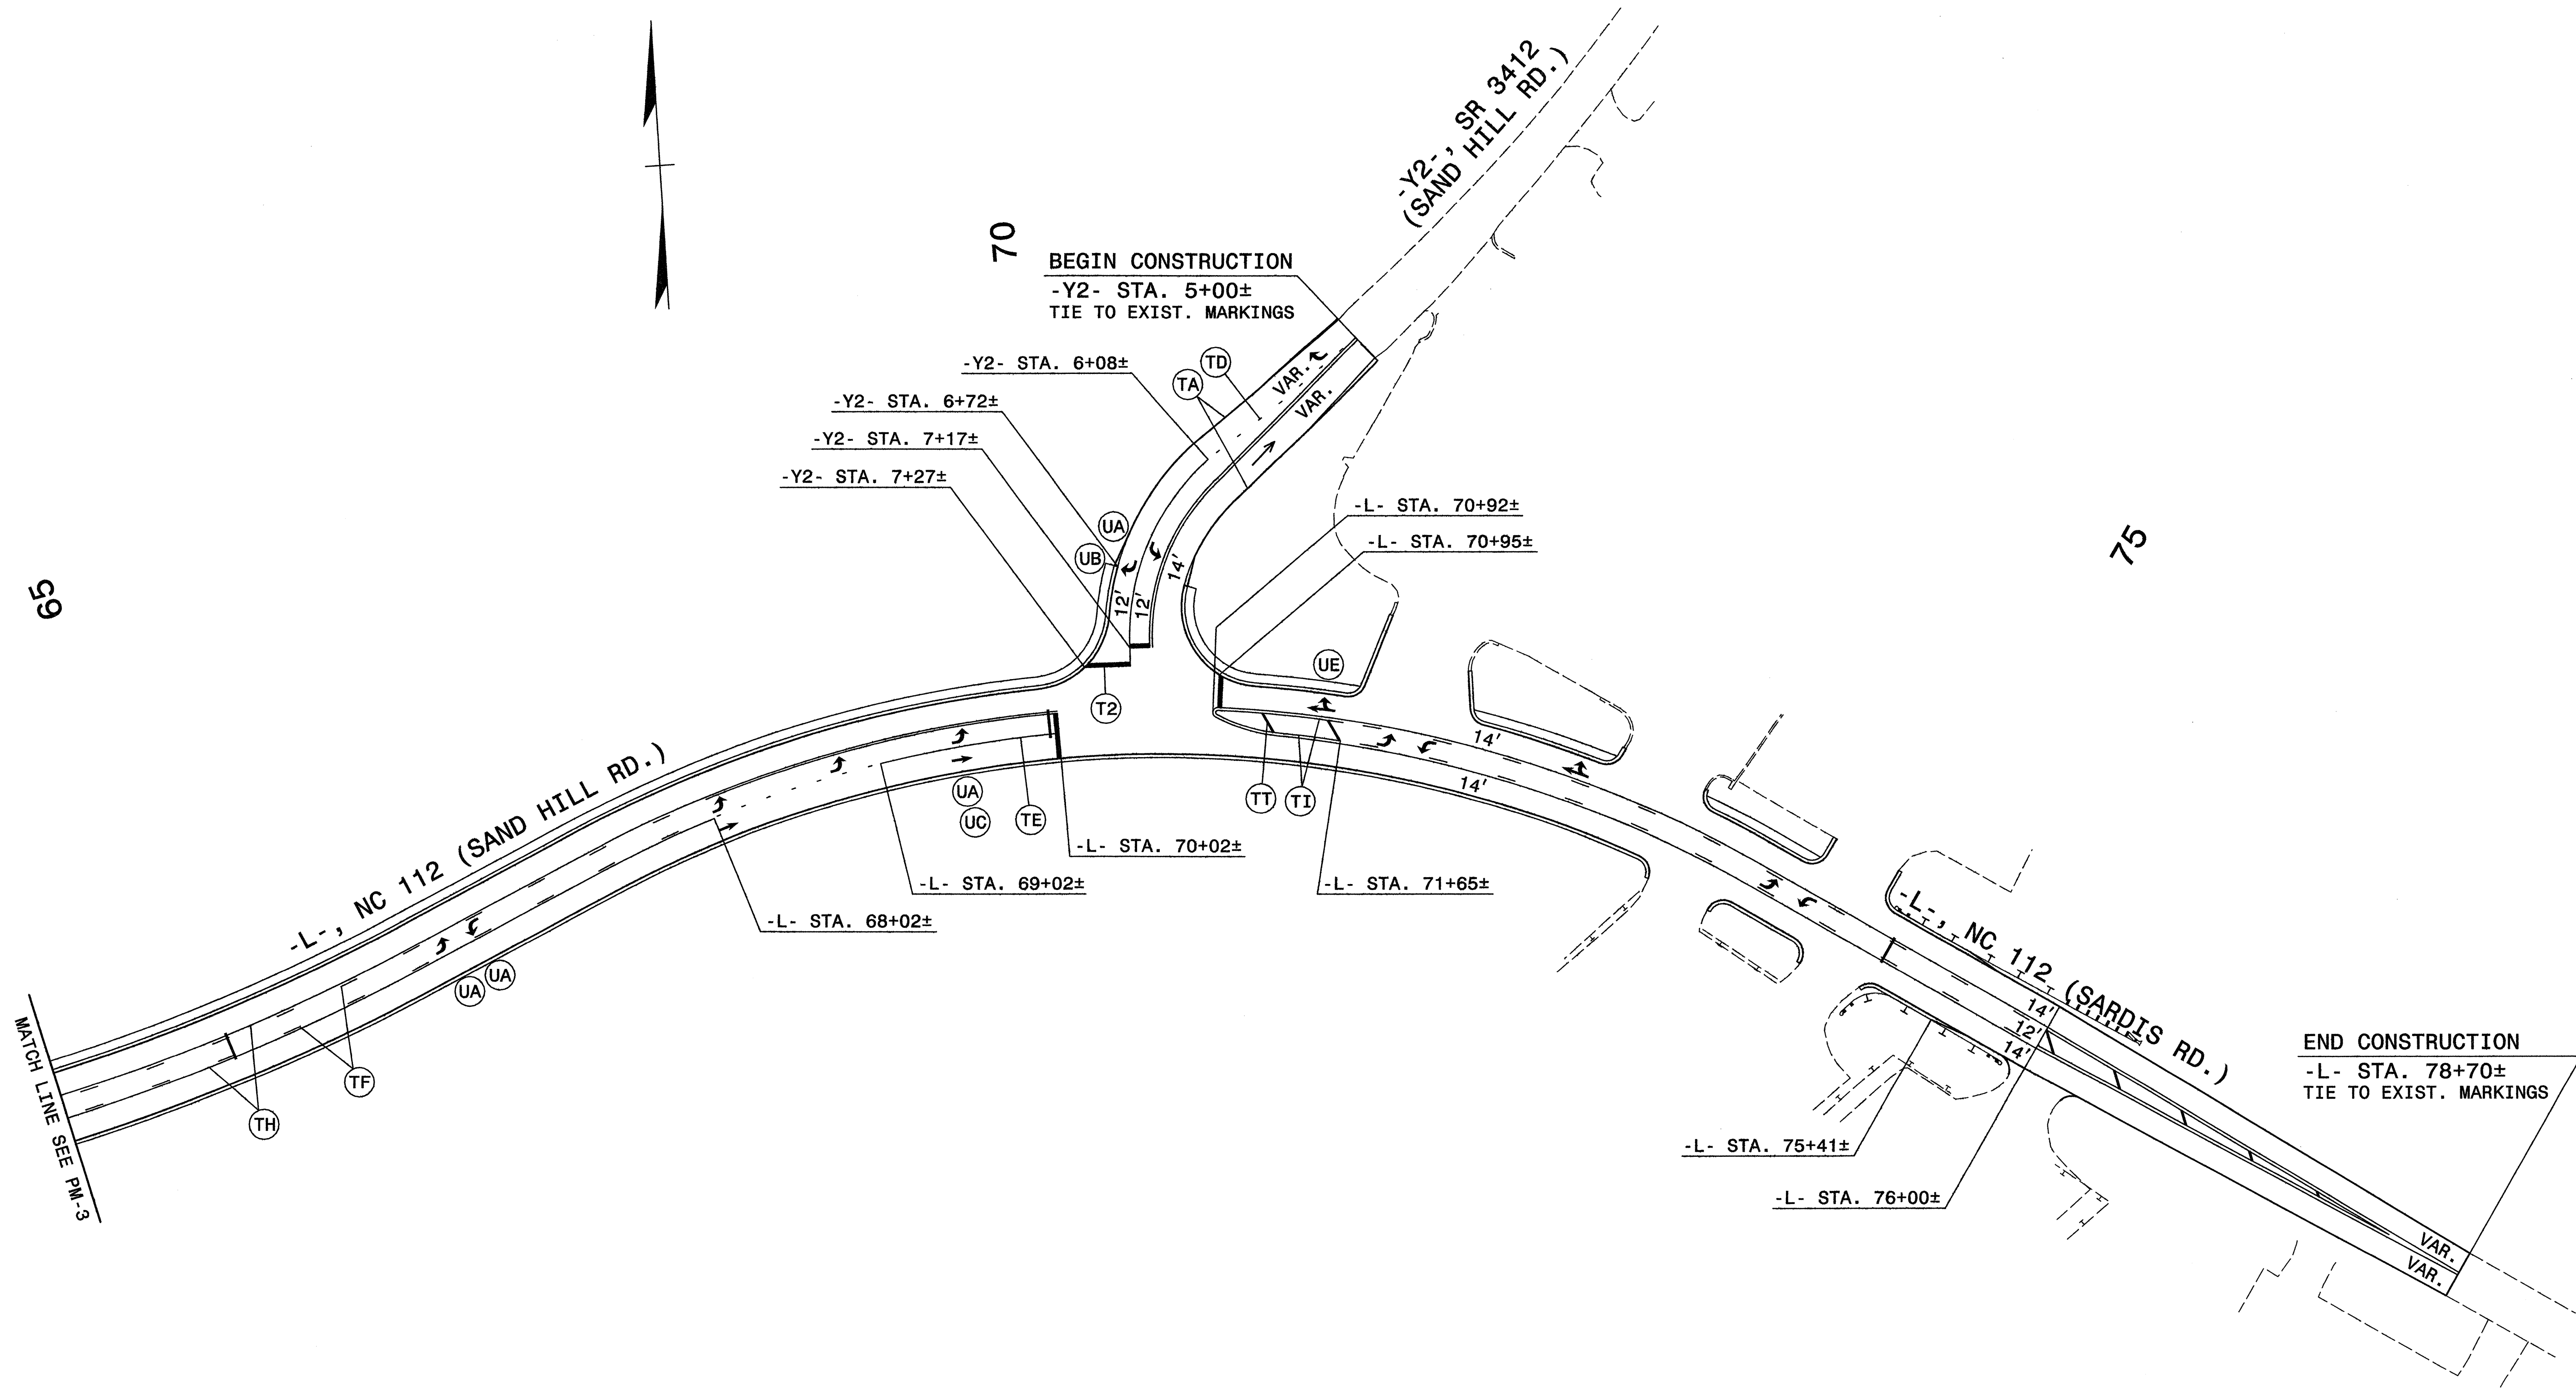 -Y2-, SR 3412
(SAND HILL RD.)
70
BEGIN CONSTRUCTION
-Y2- STA. 5+00±
TIE TO EXIST. MARKINGS
-Y2- STA. 6+08±
TD
TA
VAR.
VAR.
-Y2- STA. 6+72±
-Y2- STA. 7+17±
-Y2- STA. 7+27±
-L- STA. 70+92±
-L- STA. 70+95±
UA
UB
14'
12'
12'
65
75
UE
T2
-L-, NC 112 (SAND HILL RD.)
14'
14'
UA
UC
TE
TT
TI
-L- STA. 70+02±
-L- STA. 69+02±
-L- STA. 68+02±
-L- STA. 71+65±
UA
UA
TF
TH
MATCH LINE SEE PM-3
-L-, NC 112 (SARDIS RD.)
14'
12'
14'
END CONSTRUCTION
-L- STA. 78+70±
TIE TO EXIST. MARKINGS
-L- STA. 75+41±
-L- STA. 76+00±
VAR.
VAR.